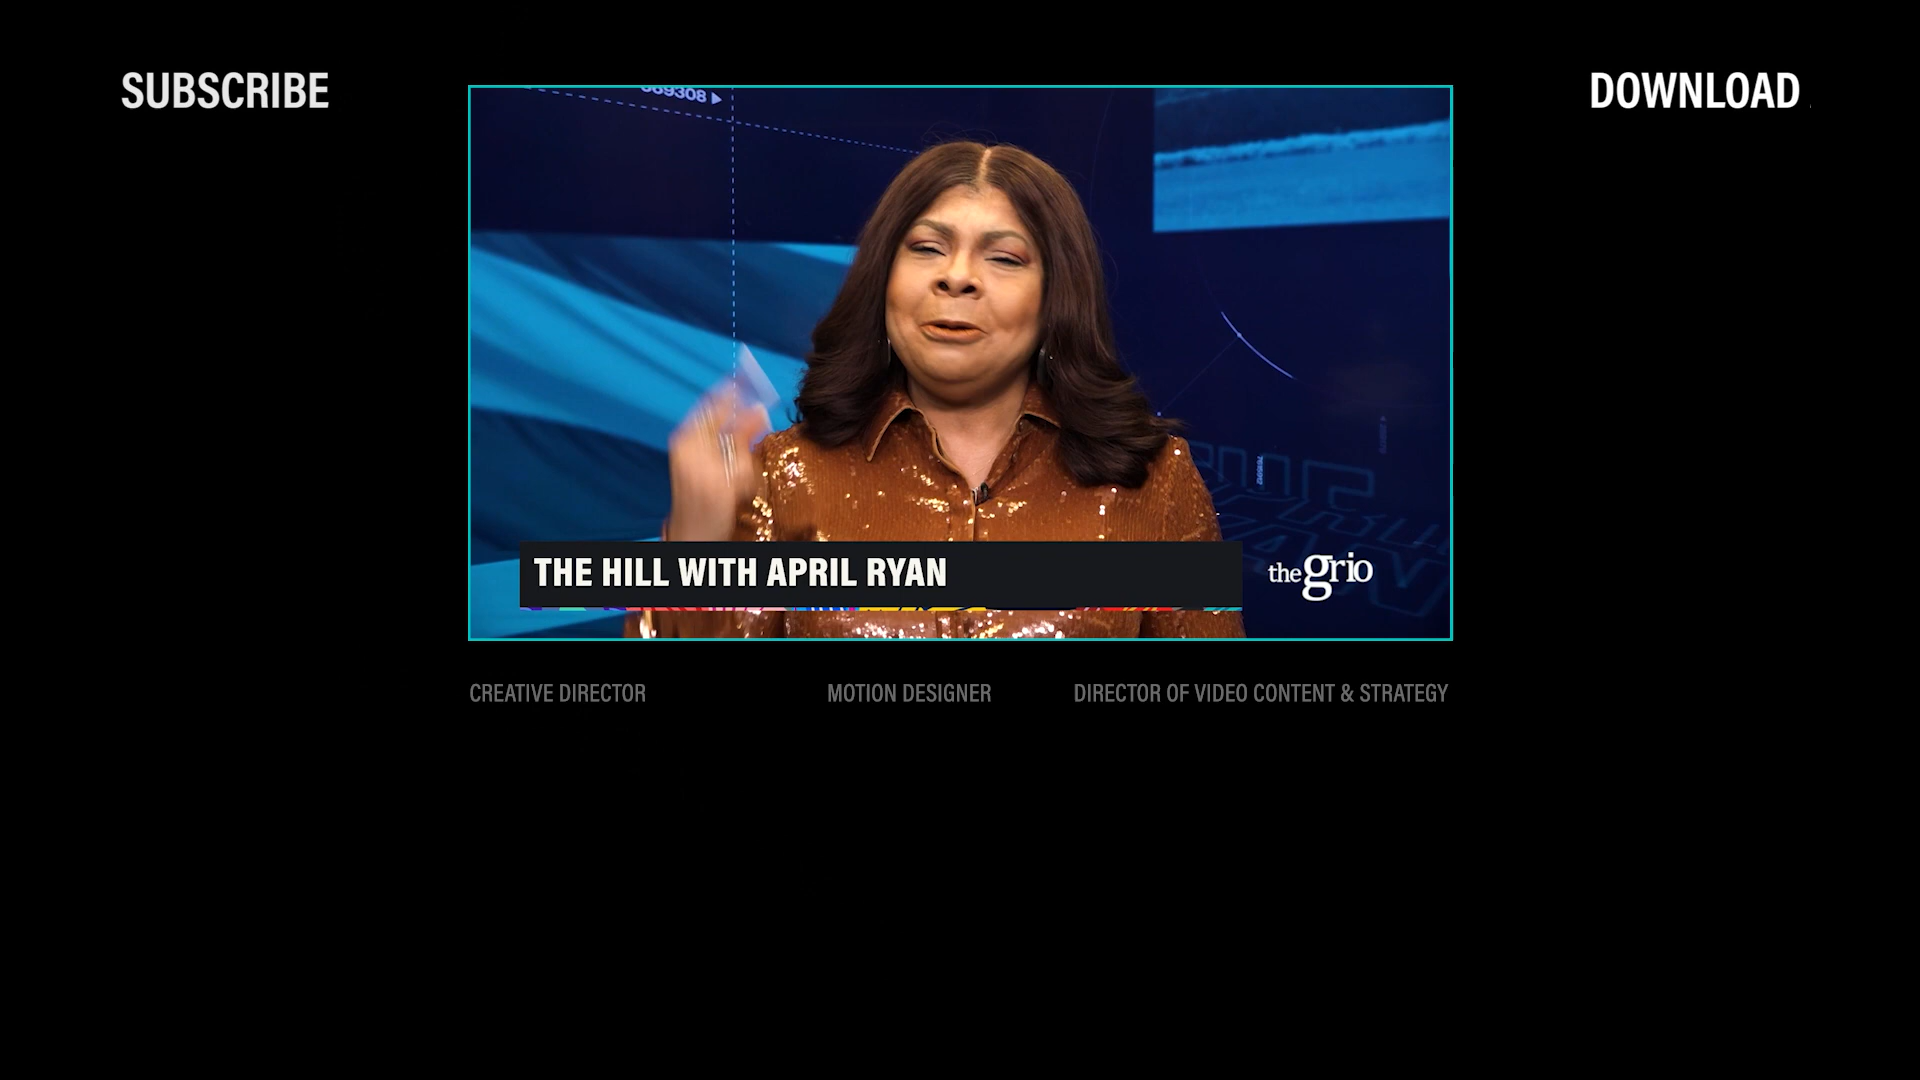 SUBSCRIBE
DOWNLOAD
THE HILL WITH APRIL RYAN
thegrio
CREATIVE DIRECTOR
MOTION DESIGNER
DIRECTOR OF VIDEO CONTENT & STRATEGY